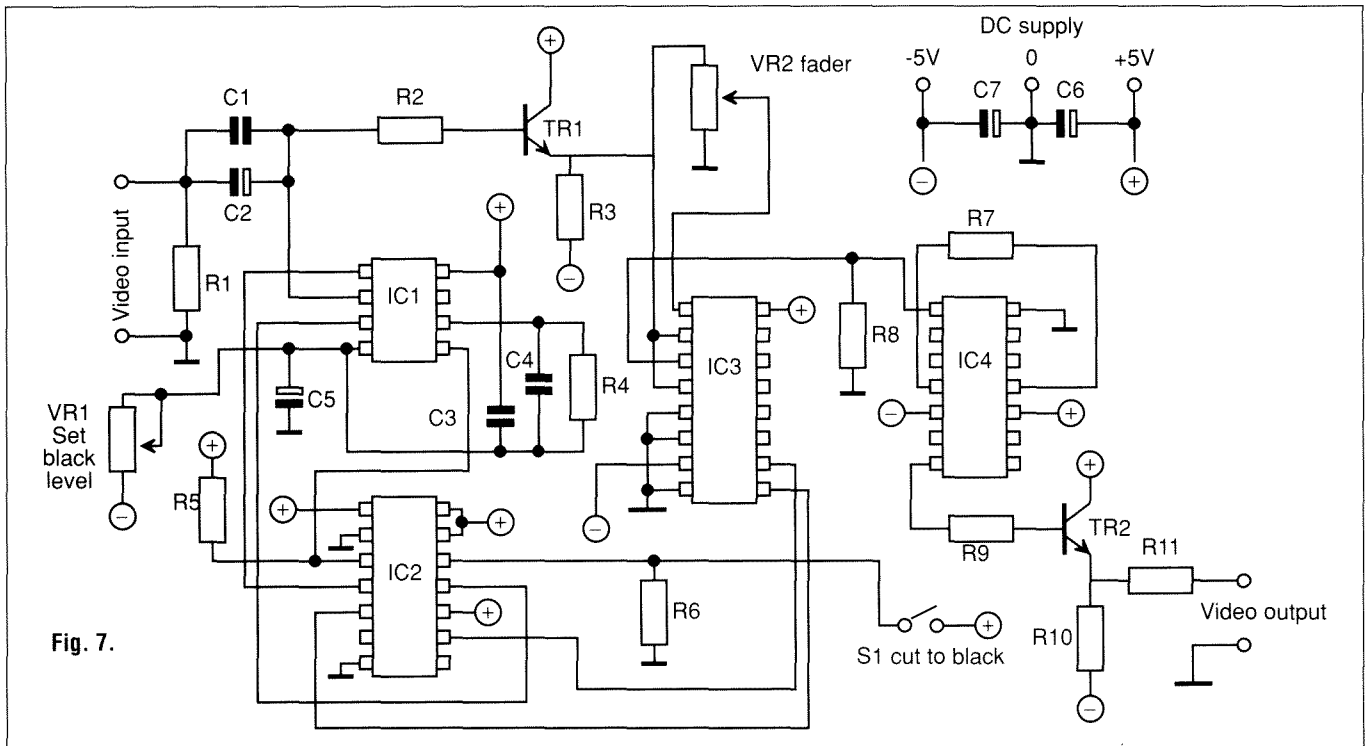 DC supply
-5V 0 +5V
C7 C6
− +
C1
C2
R2
TR1
+
R3
−
VR2 fader
Video input
R1
IC1
+
C3
C4
R4
C5
VR1
Set
black
level
−
+
R5
IC2
+
+
+
R6
S1 cut to black
+
IC3
+
−
R8
R7
IC4
−
+
R9
TR2
+
R10
−
R11
Video output
Fig. 7.